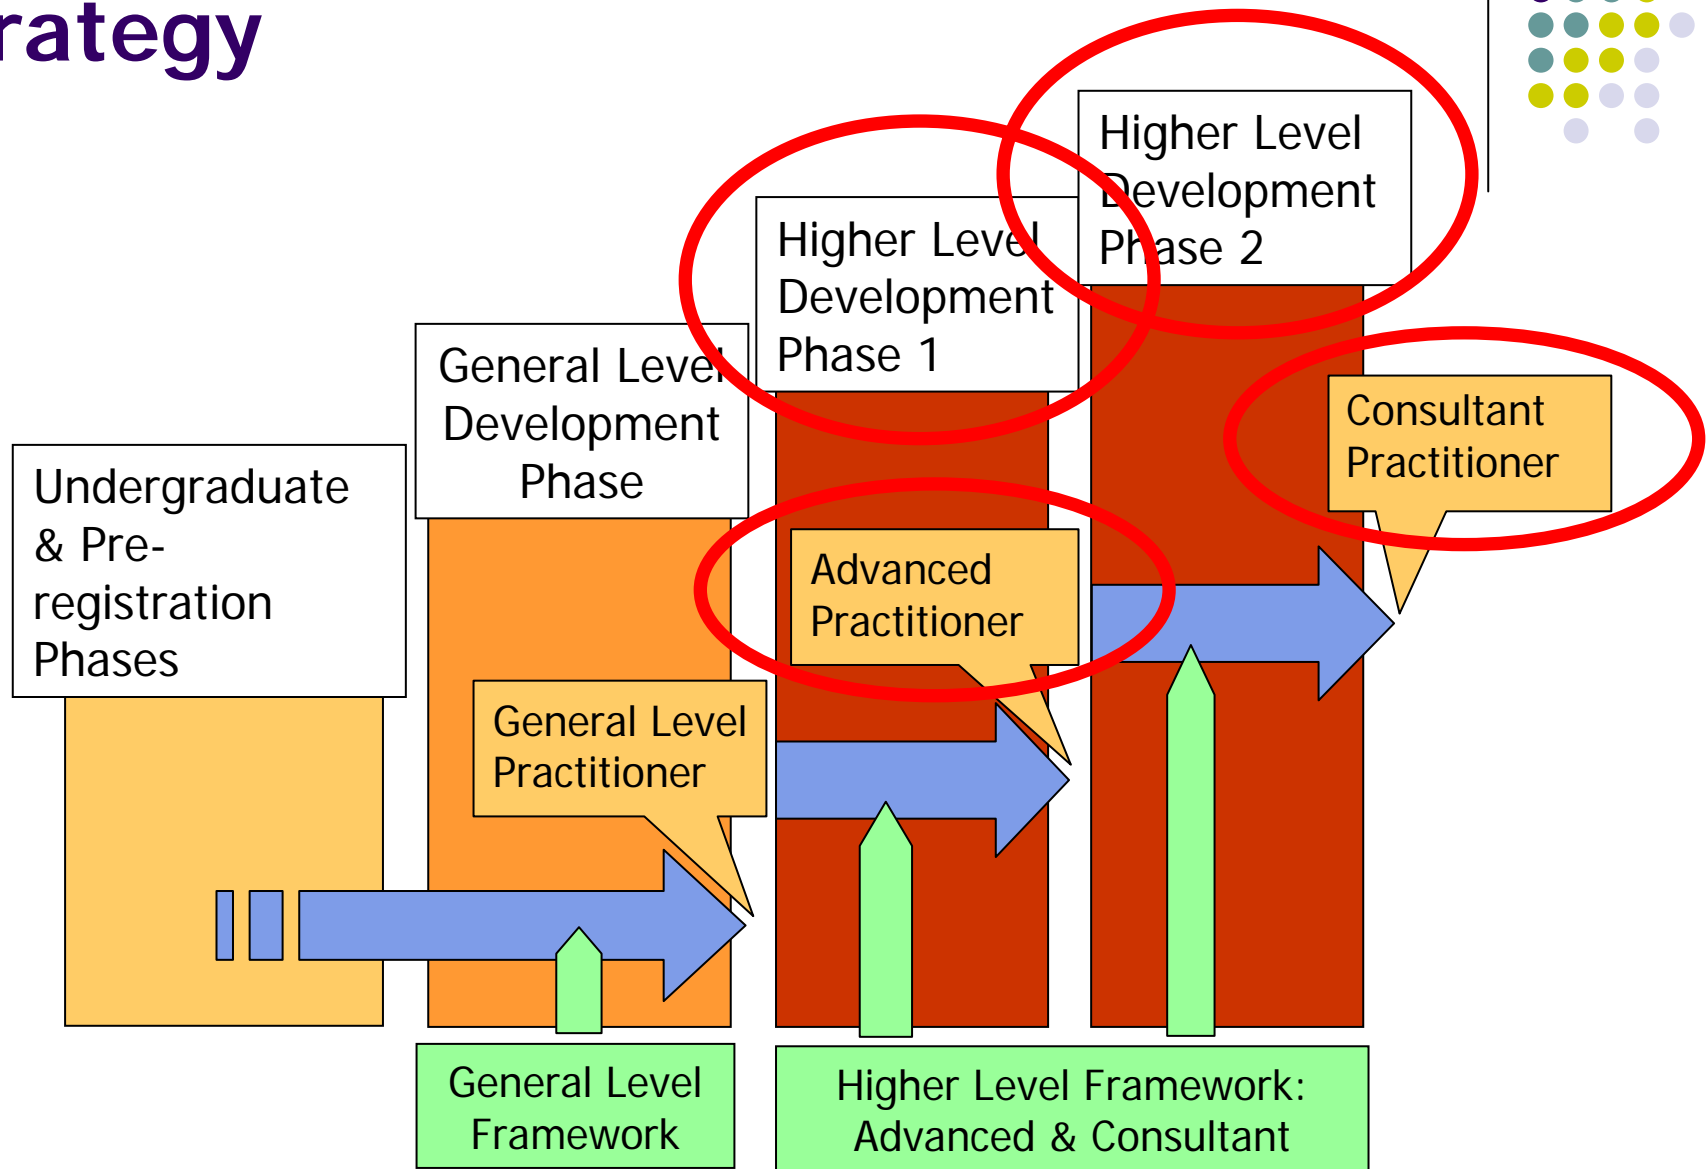 rategy
Higher Level
Development
Phase 2
Higher Level
Development
Phase 1
General Level
Development
Phase
Undergraduate
& Pre-
registration
Phases
Consultant
Practitioner
Advanced
Practitioner
General Level
Practitioner
General Level
Framework
Higher Level Framework:
Advanced & Consultant